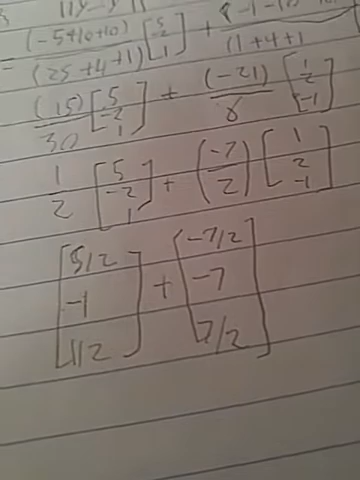 = (-5+10+10) / (25+4+1) [5 -2 1] + / (1+4+1
(15)/30 [5 -2 1] + (-21)/6 [1 2 -1]
1/2 [5 -2 1] + (-7/2) [1 2 -1]
[5/2 -1 1/2] + [-7/2 -7 7/2]